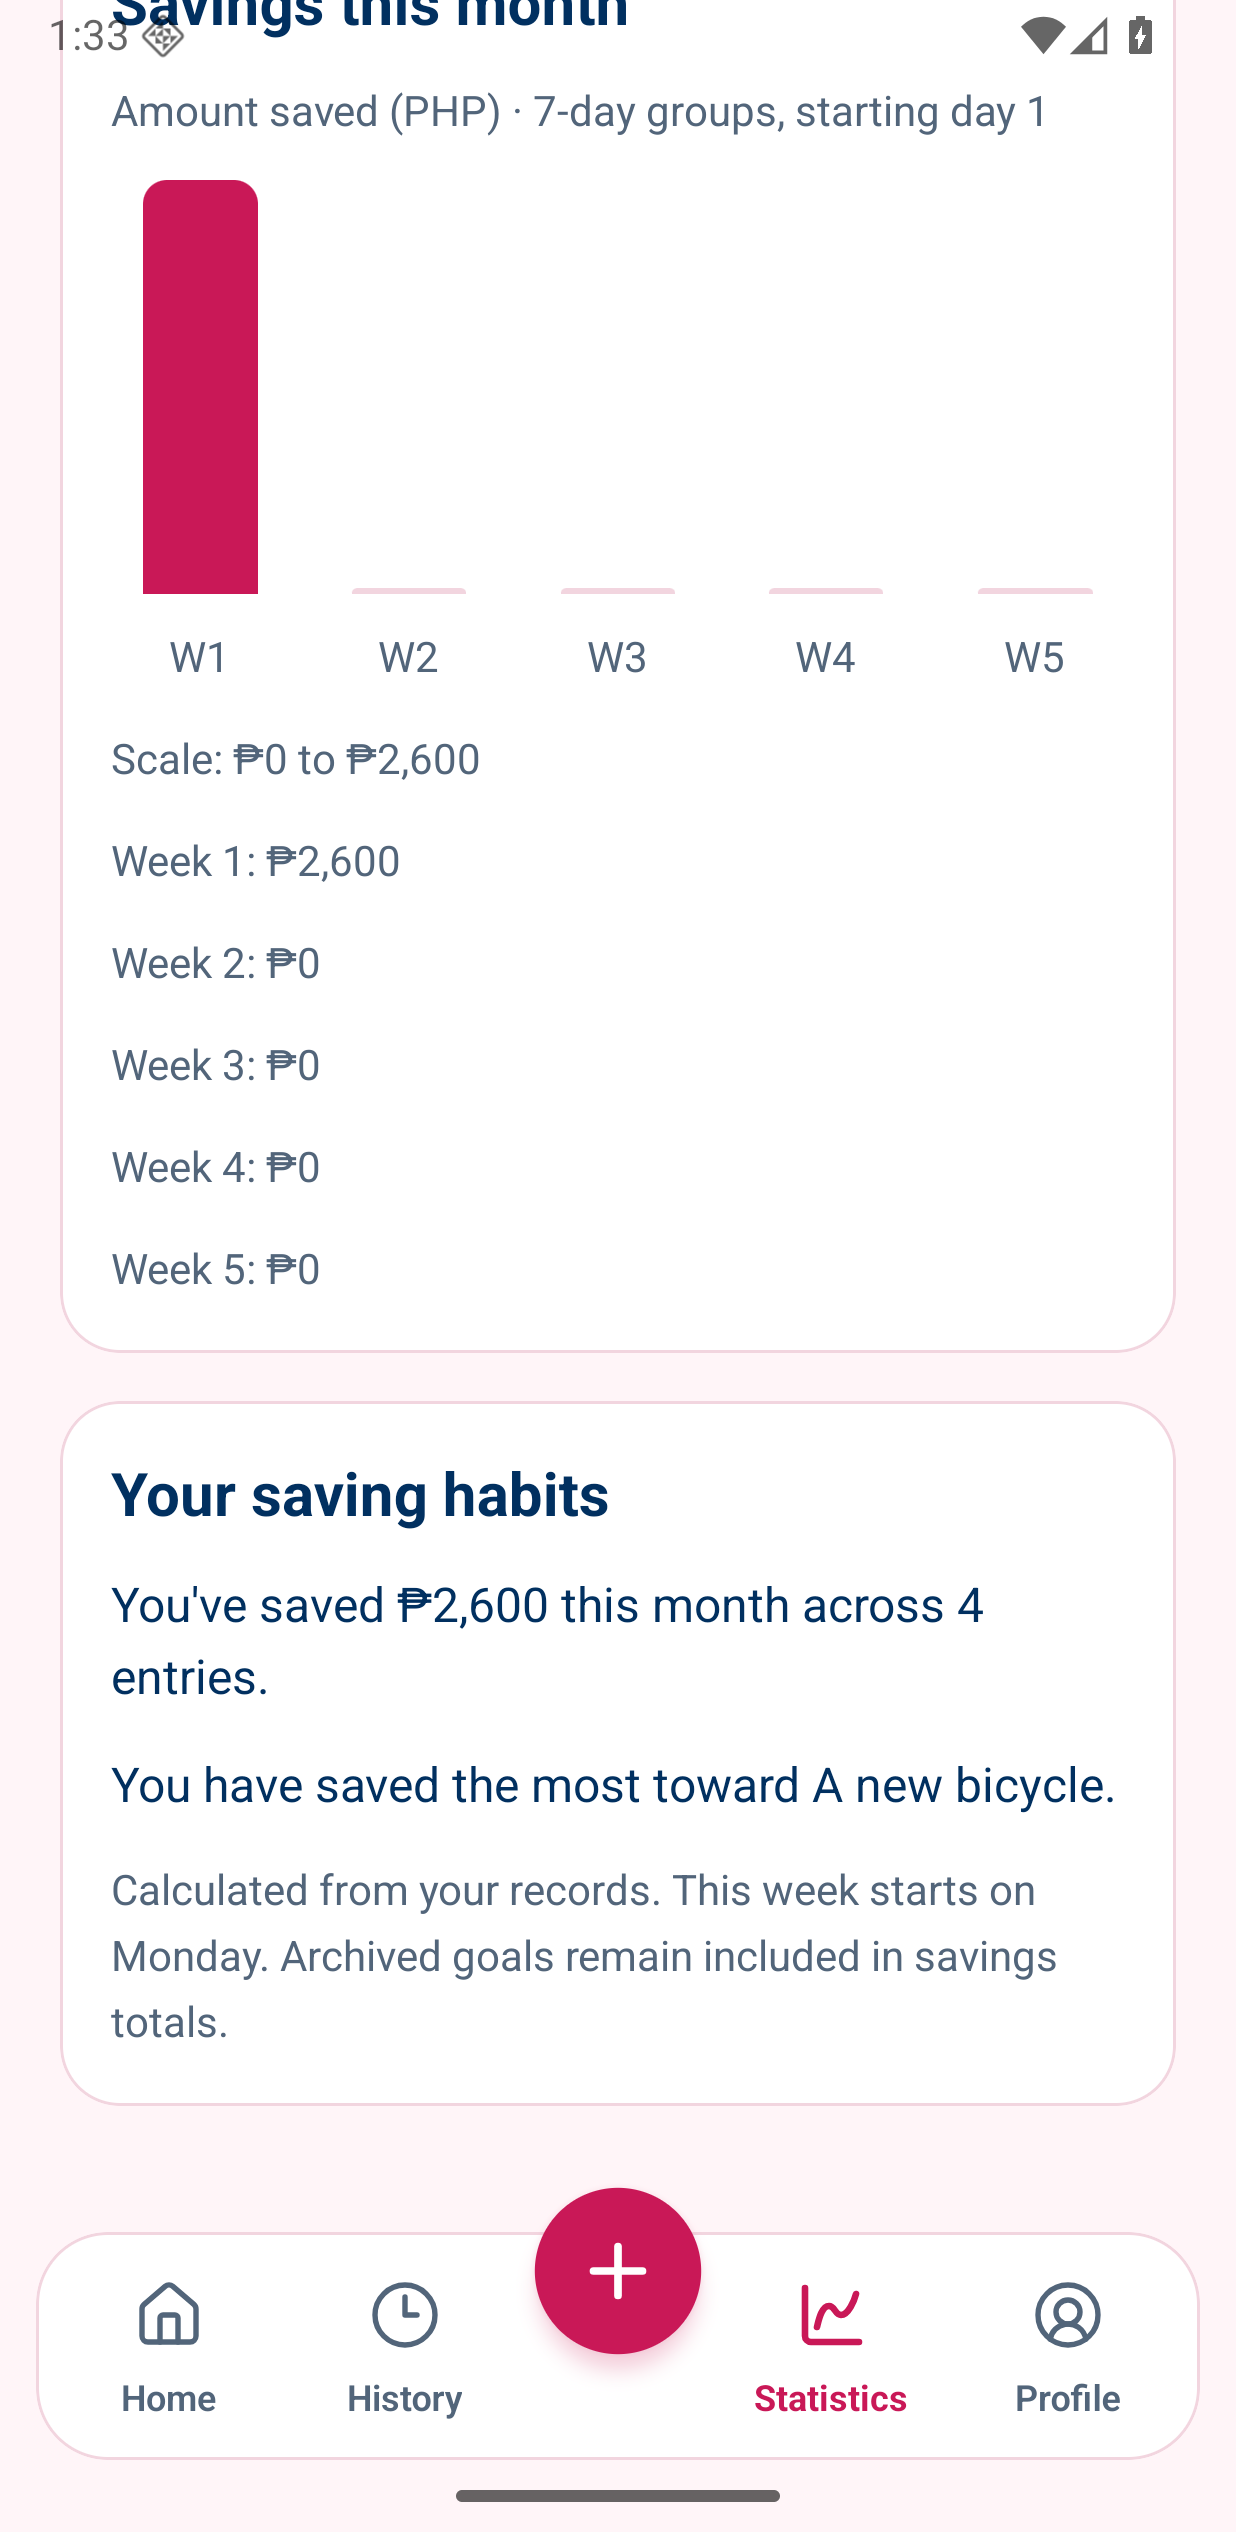 Savings this month
1:33
Amount saved (PHP) · 7-day groups, starting day 1
W1 W2 W3 W4 W5
Scale: ₱0 to ₱2,600
Week 1: ₱2,600
Week 2: ₱0
Week 3: ₱0
Week 4: ₱0
Week 5: ₱0
Your saving habits
You've saved ₱2,600 this month across 4
entries.
You have saved the most toward A new bicycle.
Calculated from your records. This week starts on
Monday. Archived goals remain included in savings
totals.
Home History Statistics Profile